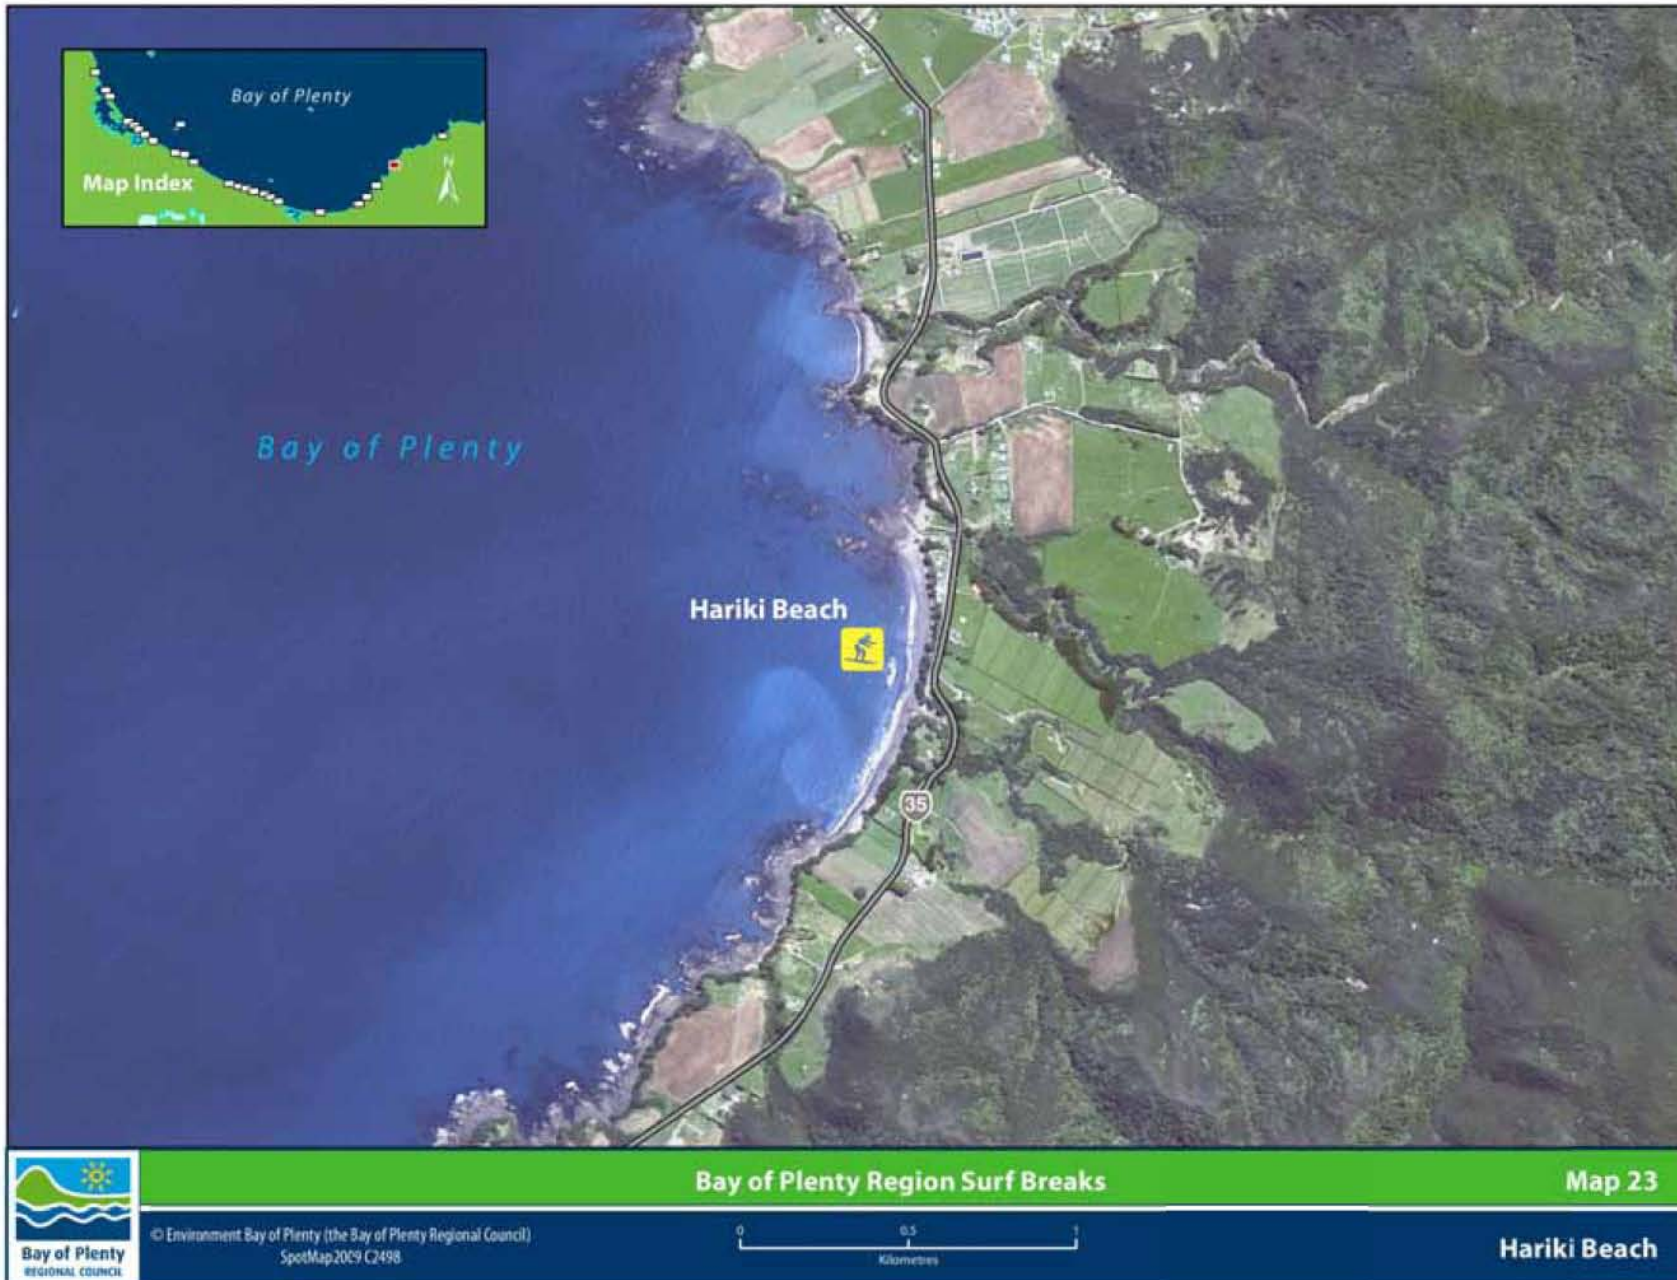 Bay of Plenty
Map Index
N
Bay of Plenty
Hariki Beach
35
Bay of Plenty Region Surf Breaks
Map 23
Bay of Plenty
REGIONAL COUNCIL
© Environment Bay of Plenty (the Bay of Plenty Regional Council)
SpotMap2009 C2498
0 0.5 1
Kilometres
Hariki Beach